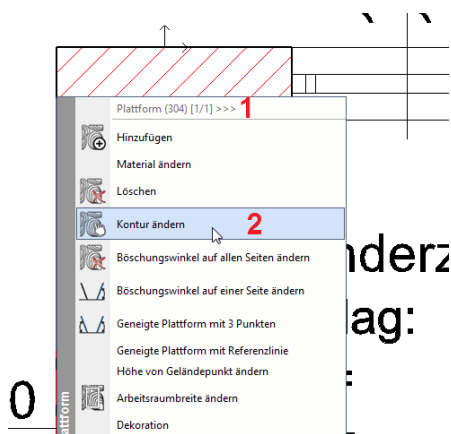 Plattform (304) [1/1] >>> 1
Hinzufügen
Material ändern
Löschen
Kontur ändern 2
Böschungswinkel auf allen Seiten ändern
Böschungswinkel auf einer Seite ändern
Geneigte Plattform mit 3 Punkten
Geneigte Plattform mit Referenzlinie
Höhe von Geländepunkt ändern
Arbeitsraumbreite ändern
Dekoration
attform
nderz
lag:
0